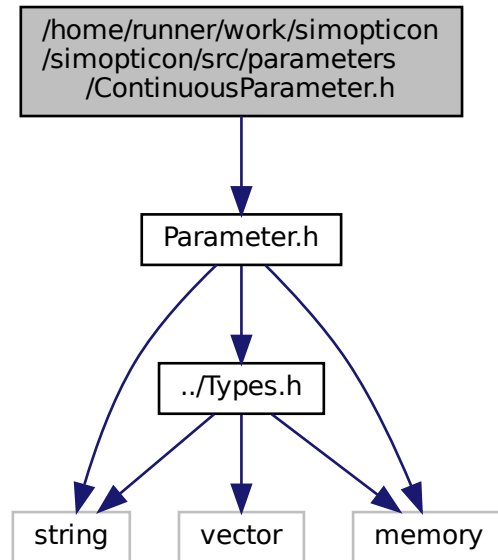 /home/runner/work/simopticon
/simopticon/src/parameters
/ContinuousParameter.h
Parameter.h
../Types.h
string
vector
memory